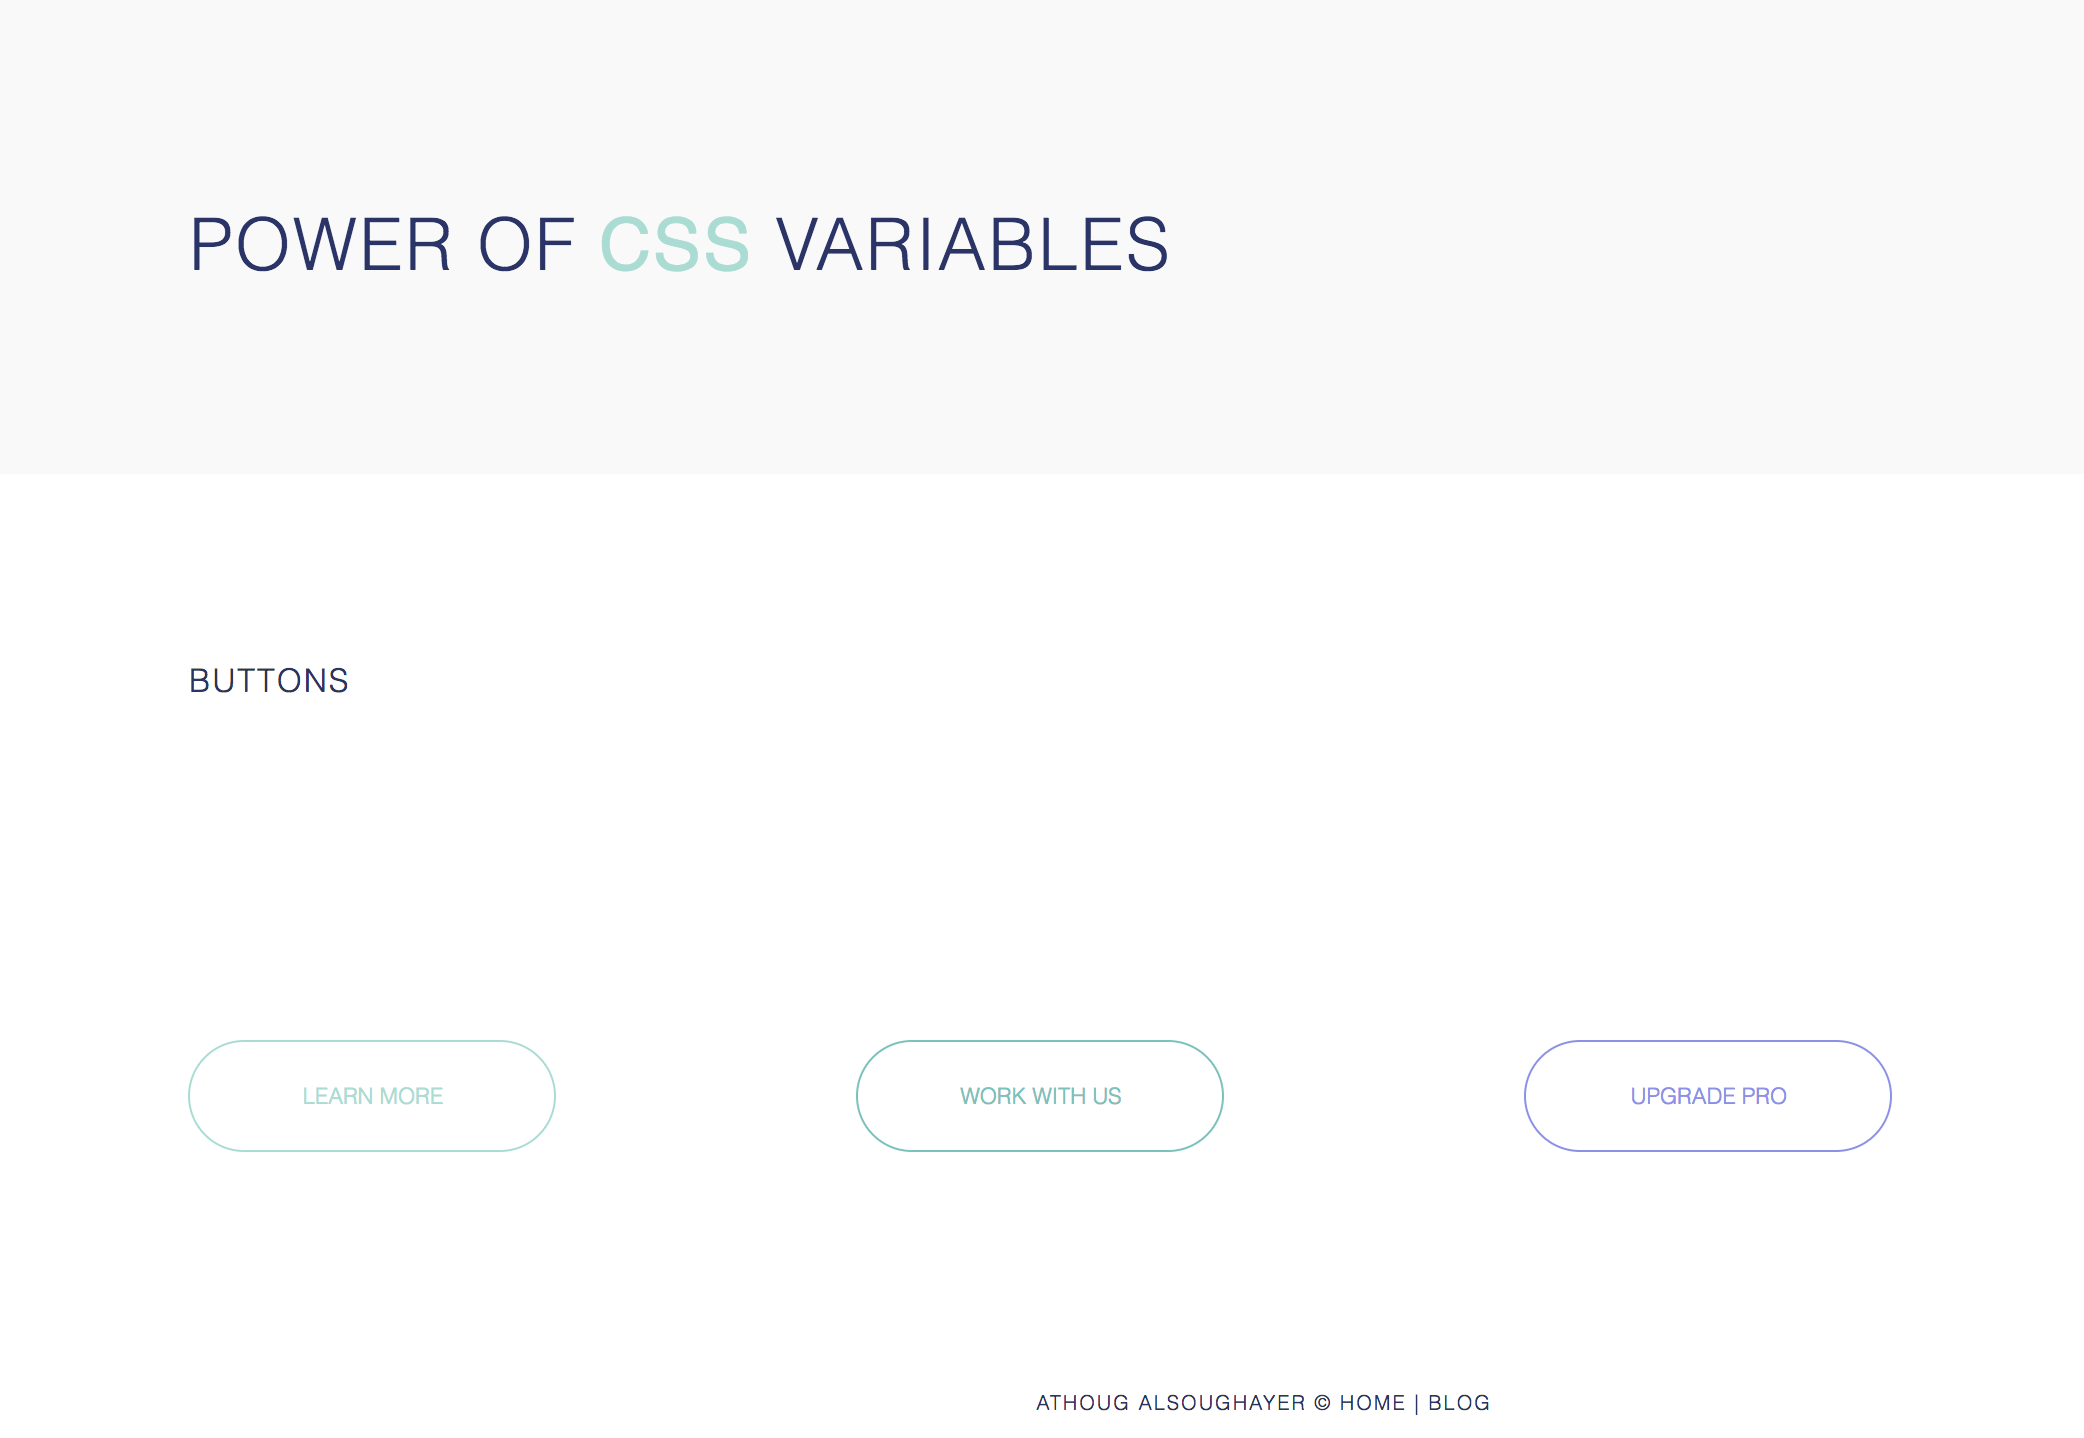 POWER OF CSS VARIABLES
BUTTONS
LEARN MORE
WORK WITH US
UPGRADE PRO
ATHOUG ALSOUGHAYER © HOME | BLOG